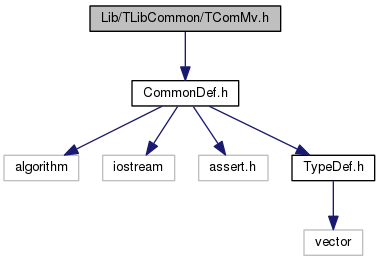 Lib/TLibCommon/TComMv.h
CommonDef.h
algorithm
iostream
assert.h
TypeDef.h
vector